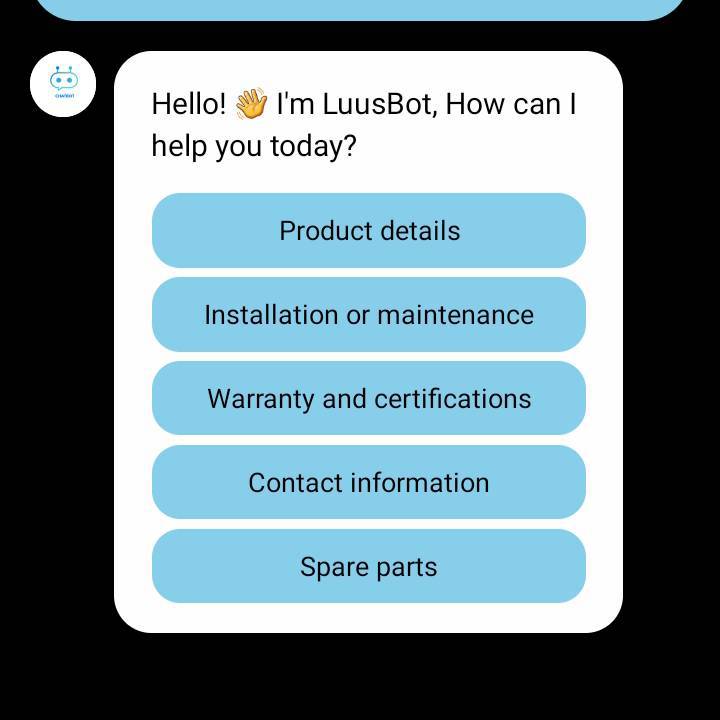 CHATBOT
Hello! 👋 I'm LuusBot, How can I
help you today?
Product details
Installation or maintenance
Warranty and certifications
Contact information
Spare parts